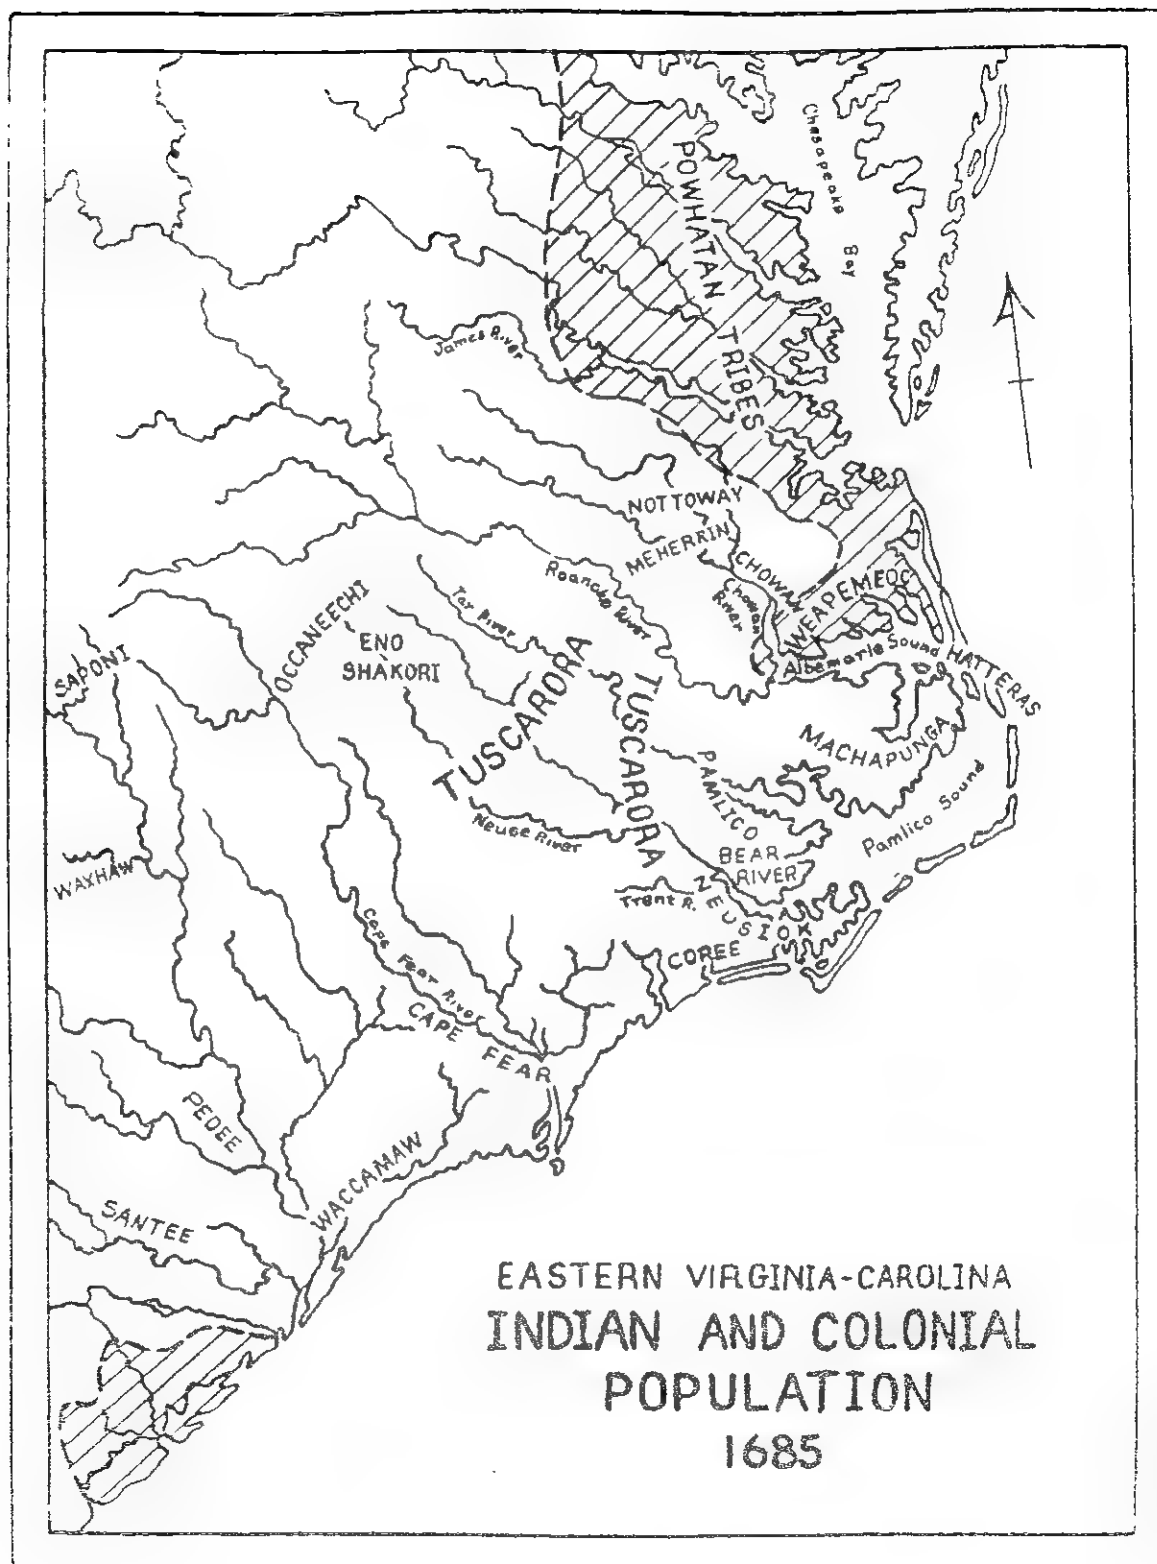 Chesapeake
Bay
POWHATAN
TRIBES
James River
NOTTOWAY
MEHERRIN
CHOWAN
Chowan
River
WEAPEMEOC
Roanoke River
Tar River
Albemarle Sound
HATTERAS
OCCANEECHI
ENO
SHAKORI
SAPONI
TUSCARORA
TUSCARORA
MACHAPUNGA
PAMLICO
Pamlico Sound
Neuse River
BEAR
RIVER
WAXHAW
Trent R.
NEUSIOK
COREE
Cape Fear River
CAPE FEAR
PEDEE
WACCAMAW
SANTEE
EASTERN VIRGINIA-CAROLINA
INDIAN AND COLONIAL
POPULATION
1685